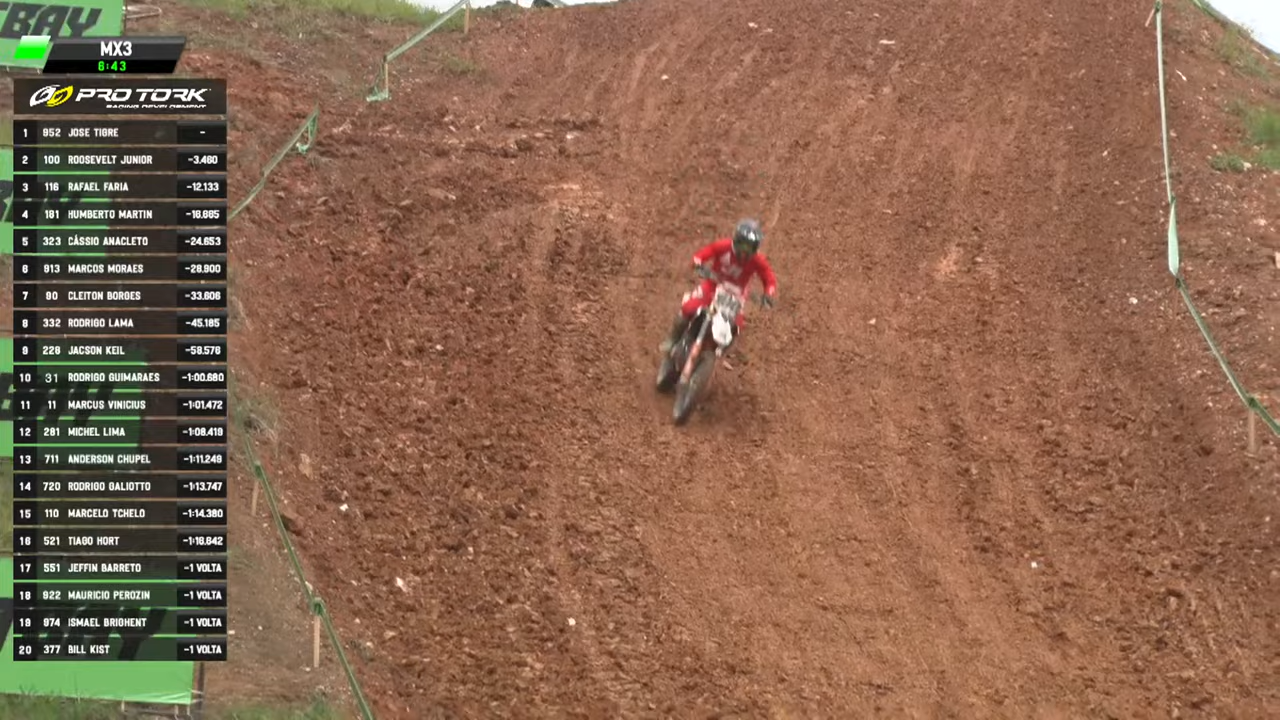 MX3
6:43
PRO TORK
RACING DEVELOPMENT
1 952 JOSE TIGRE -
2 100 ROOSEVELT JUNIOR -3.460
3 116 RAFAEL FARIA -12.133
4 181 HUMBERTO MARTIN -18.885
5 323 CÁSSIO ANACLETO -24.653
6 913 MARCOS MORAES -28.900
7 90 CLEITON BORGES -33.606
8 332 RODRIGO LAMA -45.185
9 228 JACSON KEIL -58.576
10 31 RODRIGO GUIMARAES -1:00.680
11 11 MARCUS VINICIUS -1:01.472
12 281 MICHEL LIMA -1:08.419
13 711 ANDERSON CHUPEL -1:11.249
14 720 RODRIGO GALIOTTO -1:13.747
15 110 MARCELO TCHELO -1:14.380
16 521 TIAGO HORT -1:18.642
17 551 JEFFIN BARRETO -1 VOLTA
18 922 MAURICIO PEROZIN -1 VOLTA
19 974 ISMAEL BRIGHENT -1 VOLTA
20 377 BILL KIST -1 VOLTA